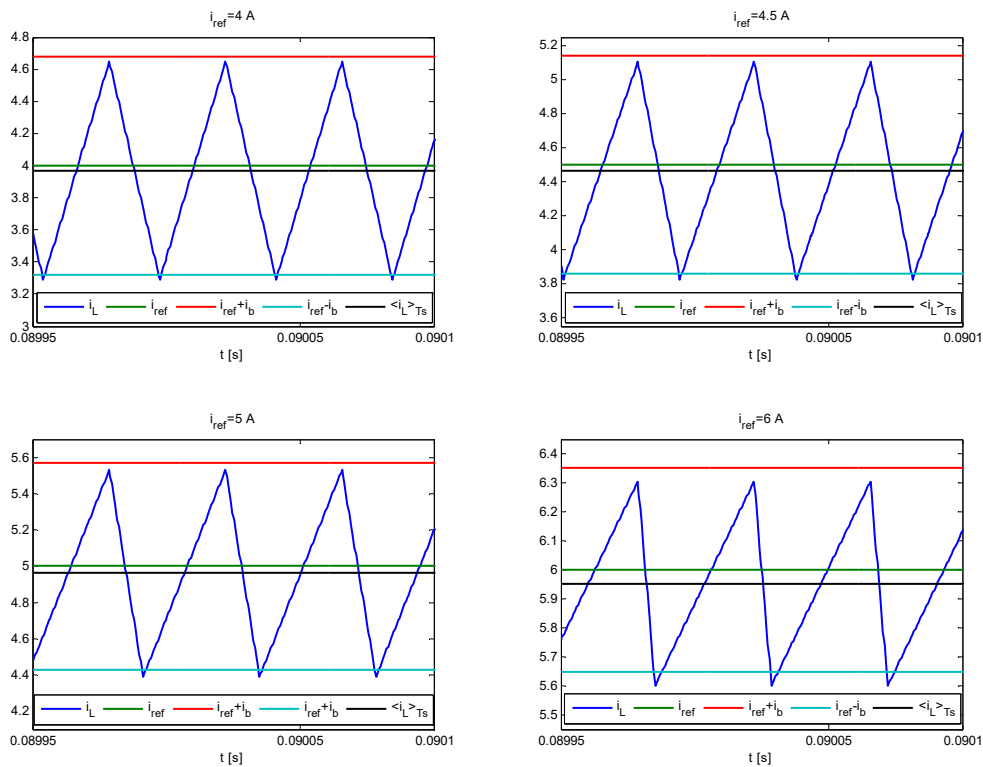 i_ref=4 A
4.8
4.6
4.4
4.2
4
3.8
3.6
3.4
3.2
3
i_L i_ref i_ref+i_b i_ref-i_b <i_L>_Ts
0.08995 0.09005 0.0901
t [s]
i_ref=4.5 A
5.2
5
4.8
4.6
4.4
4.2
4
3.8
3.6
i_L i_ref i_ref+i_b i_ref-i_b <i_L>_Ts
0.08995 0.09005 0.0901
t [s]
i_ref=5 A
5.6
5.4
5.2
5
4.8
4.6
4.4
4.2
i_L i_ref i_ref+i_b i_ref+i_b <i_L>_Ts
0.08995 0.09005 0.0901
t [s]
i_ref=6 A
6.4
6.3
6.2
6.1
6
5.9
5.8
5.7
5.6
5.5
i_L i_ref i_ref+i_b i_ref-i_b <i_L>_Ts
0.08995 0.09005 0.0901
t [s]